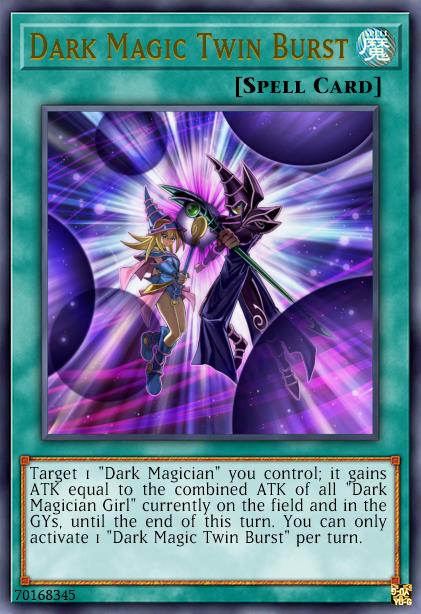 Dark Magic Twin Burst
SPELL
魔
[Spell Card]
Target 1 "Dark Magician" you control; it gains
ATK equal to the combined ATK of all "Dark
Magician Girl" currently on the field and in the
GYs, until the end of this turn. You can only
activate 1 "Dark Magic Twin Burst" per turn.
70168345